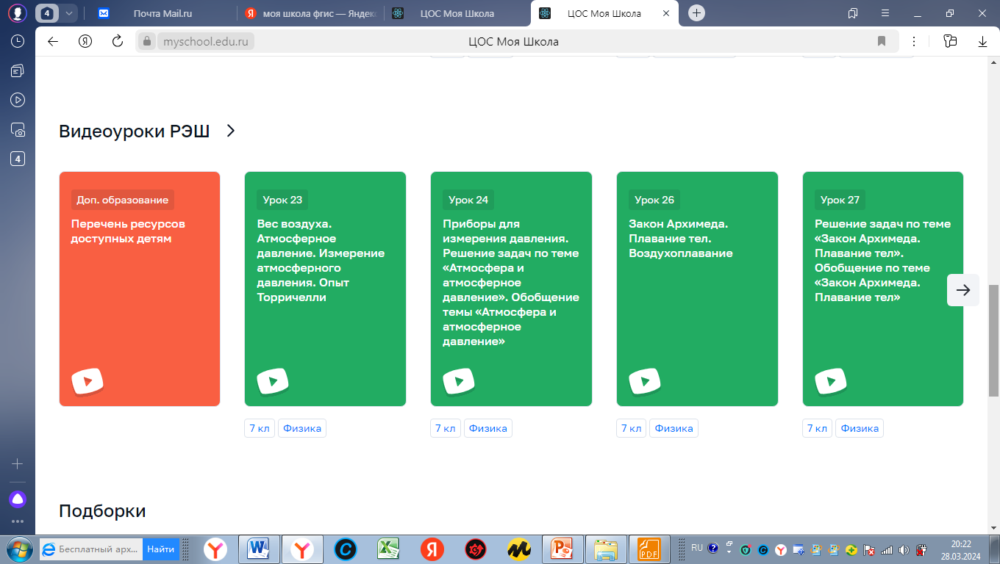 4
Почта Mail.ru
моя школа фгис — Яндекс
ЦОС Моя Школа
ЦОС Моя Школа
myschool.edu.ru
ЦОС Моя Школа
4
Видеоуроки РЭШ
Доп. образование
Перечень ресурсов
доступных детям
Урок 23
Вес воздуха.
Атмосферное
давление. Измерение
атмосферного
давления. Опыт
Торричелли
7 кл
Физика
Урок 24
Приборы для
измерения давления.
Решение задач по теме
«Атмосфера и
атмосферное
давление». Обобщение
темы «Атмосфера и
атмосферное
давление»
7 кл
Физика
Урок 26
Закон Архимеда.
Плавание тел.
Воздухоплавание
7 кл
Физика
Урок 27
Решение задач по теме
«Закон Архимеда.
Плавание тел».
Обобщение по теме
«Закон Архимеда.
Плавание тел»
7 кл
Физика
Подборки
Бесплатный арх...
Найти
PDF
RU
20:22
28.03.2024